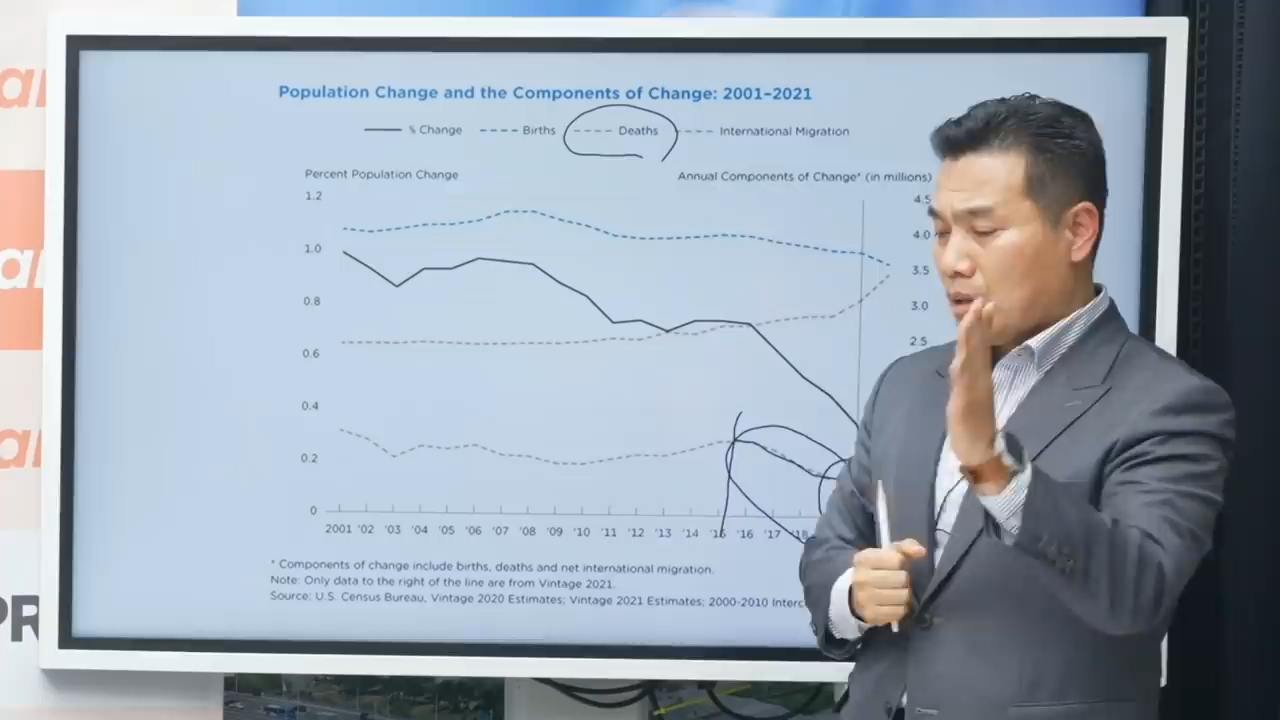 Population Change and the Components of Change: 2001–2021
% Change Births Deaths International Migration
Percent Population Change Annual Components of Change* (in millions)
1.2 4.5
4.0
1.0
3.5
0.8 3.0
0.6 2.5
0.4
0.2
0
2001 '02 '03 '04 '05 '06 '07 '08 '09 '10 '11 '12 '13 '14 '15 '16 '17 '18
* Components of change include births, deaths and net international migration.
Note: Only data to the right of the line are from Vintage 2021.
Source: U.S. Census Bureau, Vintage 2020 Estimates; Vintage 2021 Estimates; 2000-2010
PR